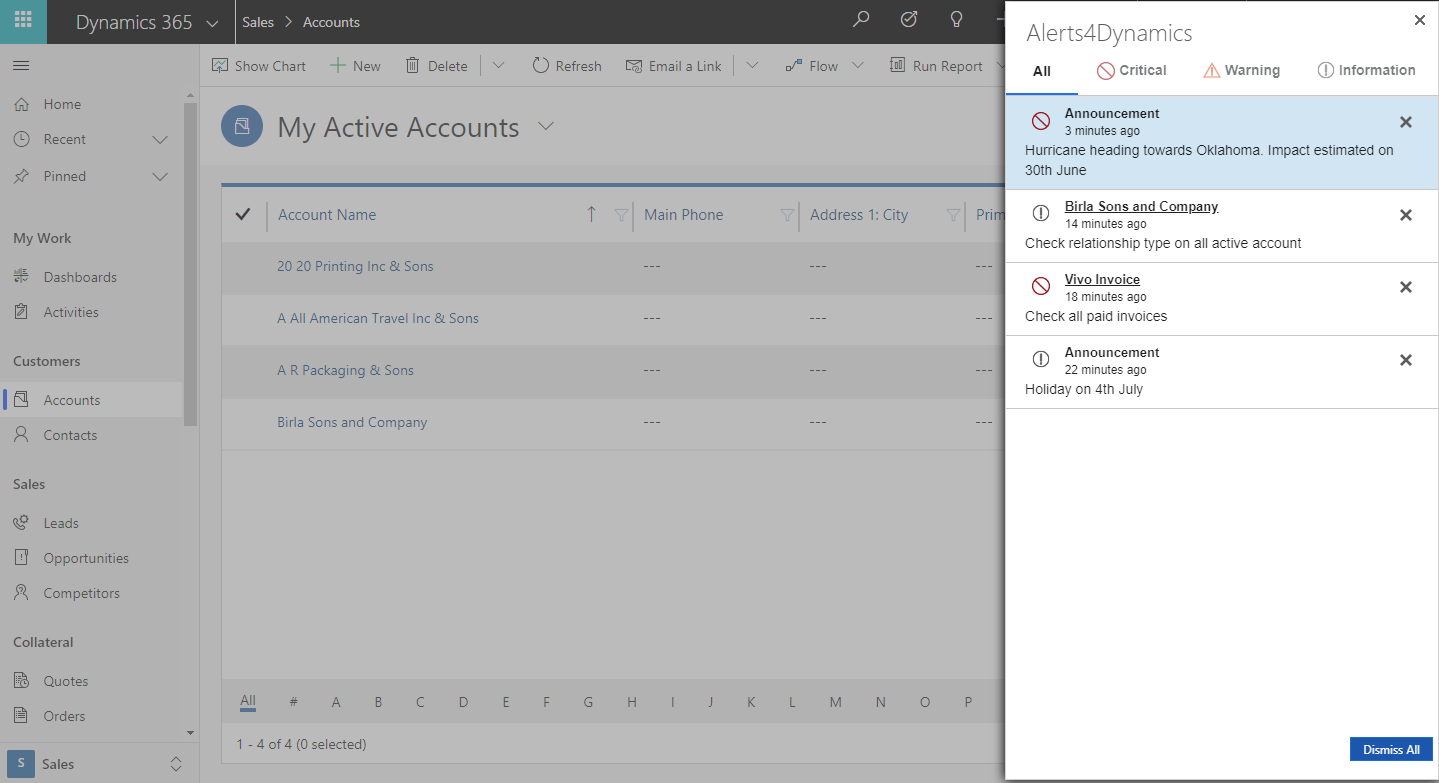 Dynamics 365
Sales > Accounts
Show Chart
New
Delete
Refresh
Email a Link
Flow
Run Report
Home
Recent
Pinned
My Work
Dashboards
Activities
Customers
Accounts
Contacts
Sales
Leads
Opportunities
Competitors
Collateral
Quotes
Orders
S Sales
My Active Accounts
Account Name Main Phone Address 1: City Prim
20 20 Printing Inc & Sons --- --- ---
A All American Travel Inc & Sons --- --- ---
A R Packaging & Sons --- --- ---
Birla Sons and Company --- --- ---
All # A B C D E F G H I J K L M N O P
1 - 4 of 4 (0 selected)
Alerts4Dynamics
All Critical Warning Information
Announcement
3 minutes ago
Hurricane heading towards Oklahoma. Impact estimated on
30th June
Birla Sons and Company
14 minutes ago
Check relationship type on all active account
Vivo Invoice
18 minutes ago
Check all paid invoices
Announcement
22 minutes ago
Holiday on 4th July
Dismiss All